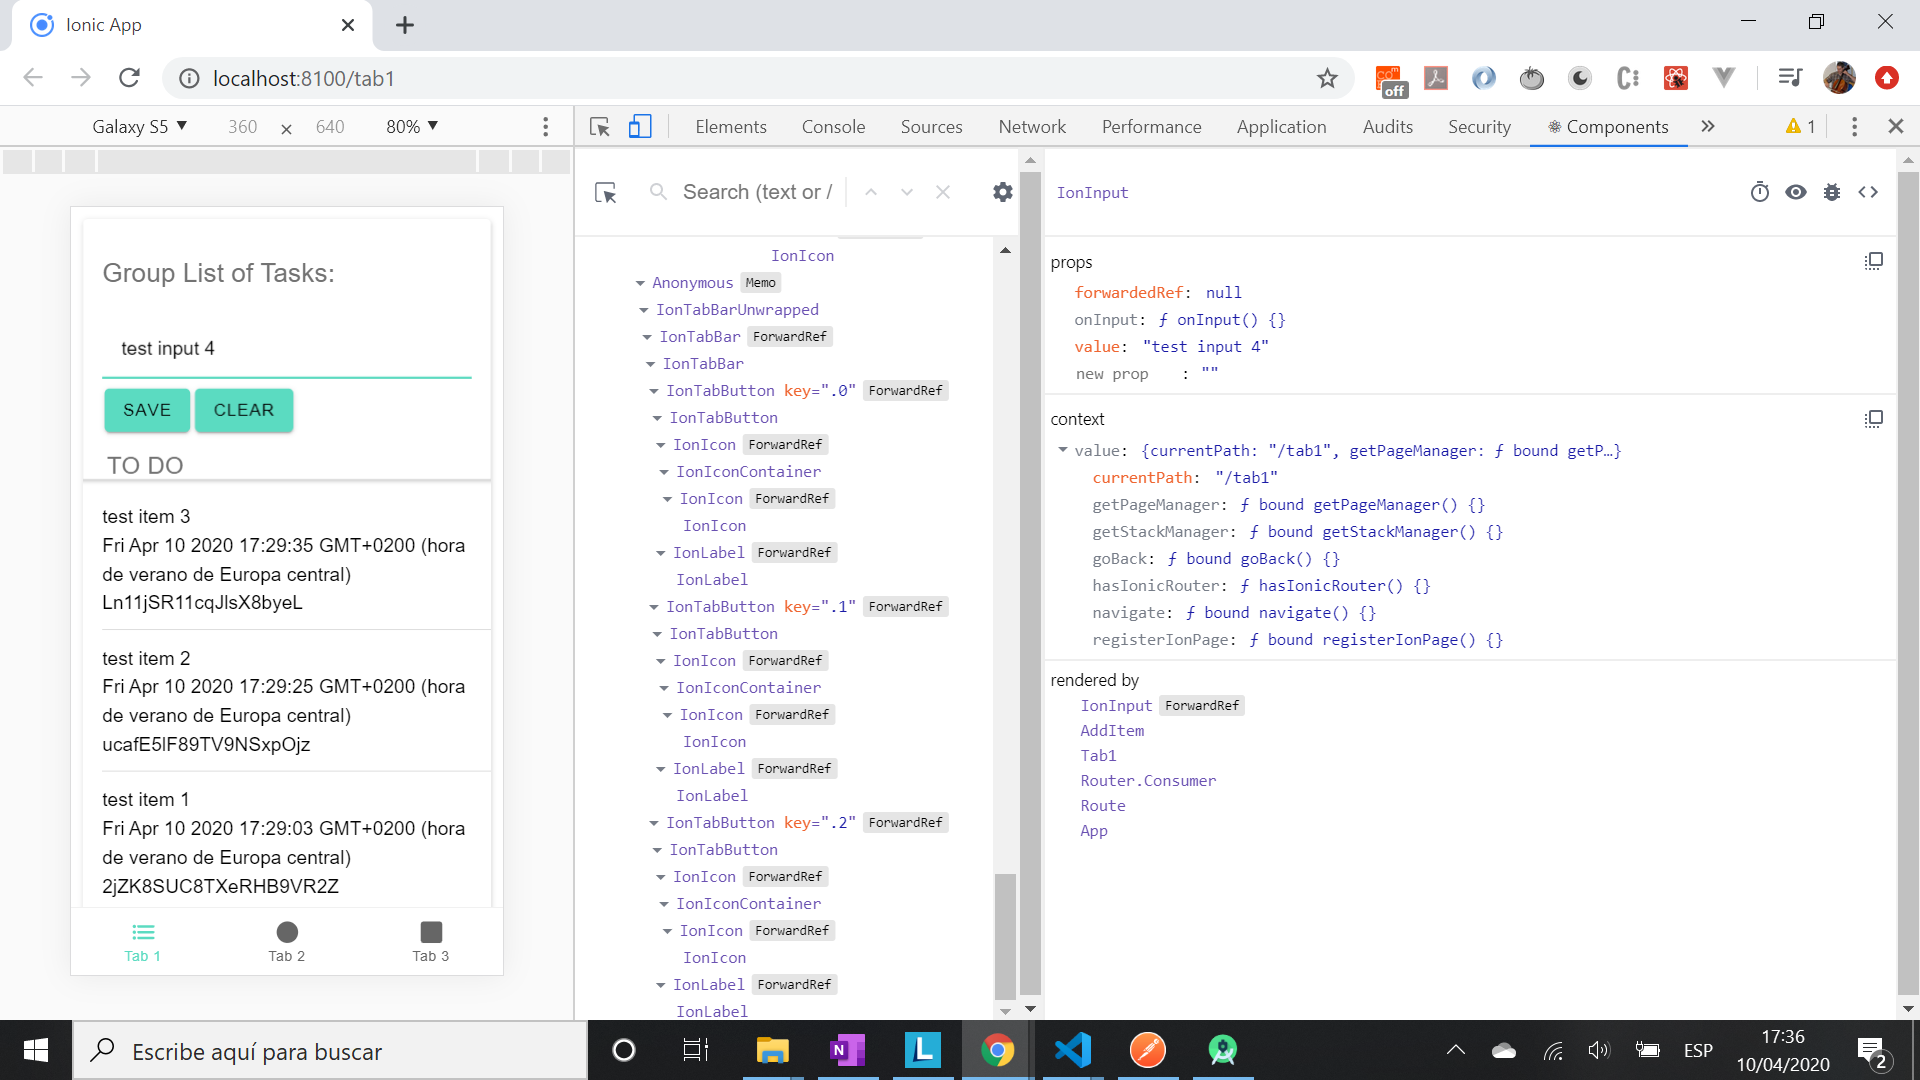 Ionic App
localhost:8100/tab1
off
Galaxy S5 ▼ 360 × 640 80% ▼
Elements Console Sources Network Performance Application Audits Security Components » 1
Group List of Tasks:
test input 4
SAVE CLEAR
TO DO
test item 3
Fri Apr 10 2020 17:29:35 GMT+0200 (hora
de verano de Europa central)
test item 2
Fri Apr 10 2020 17:29:25 GMT+0200 (hora
de verano de Europa central)
ucafE5lF89TV9NSxpOjz
test item 1
Fri Apr 10 2020 17:29:03 GMT+0200 (hora
de verano de Europa central)
2jZK8SUC8TXeRHB9VR2Z
Tab 1 Tab 2 Tab 3
Search (text or /
IonIcon
Anonymous Memo
IonTabBarUnwrapped
IonTabBar ForwardRef
IonTabBar
IonTabButton key=".0" ForwardRef
IonTabButton
IonIcon ForwardRef
IonIconContainer
IonIcon ForwardRef
IonIcon
IonLabel ForwardRef
IonLabel
IonTabButton key=".1" ForwardRef
IonTabButton
IonIcon ForwardRef
IonIconContainer
IonIcon ForwardRef
IonIcon
IonLabel ForwardRef
IonLabel
IonTabButton key=".2" ForwardRef
IonTabButton
IonIcon ForwardRef
IonIconContainer
IonIcon ForwardRef
IonIcon
IonLabel ForwardRef
IonLabel
IonInput
props
forwardedRef: null
onInput: ƒ onInput() {}
value: "test input 4"
new prop : ""
context
value: {currentPath: "/tab1", getPageManager: ƒ bound getP…}
currentPath: "/tab1"
getPageManager: ƒ bound getPageManager() {}
getStackManager: ƒ bound getStackManager() {}
goBack: ƒ bound goBack() {}
hasIonicRouter: ƒ hasIonicRouter() {}
navigate: ƒ bound navigate() {}
registerIonPage: ƒ bound registerIonPage() {}
rendered by
IonInput ForwardRef
AddItem
Tab1
Router.Consumer
Route
App
Escribe aquí para buscar
N
L
ESP
17:36
10/04/2020
2